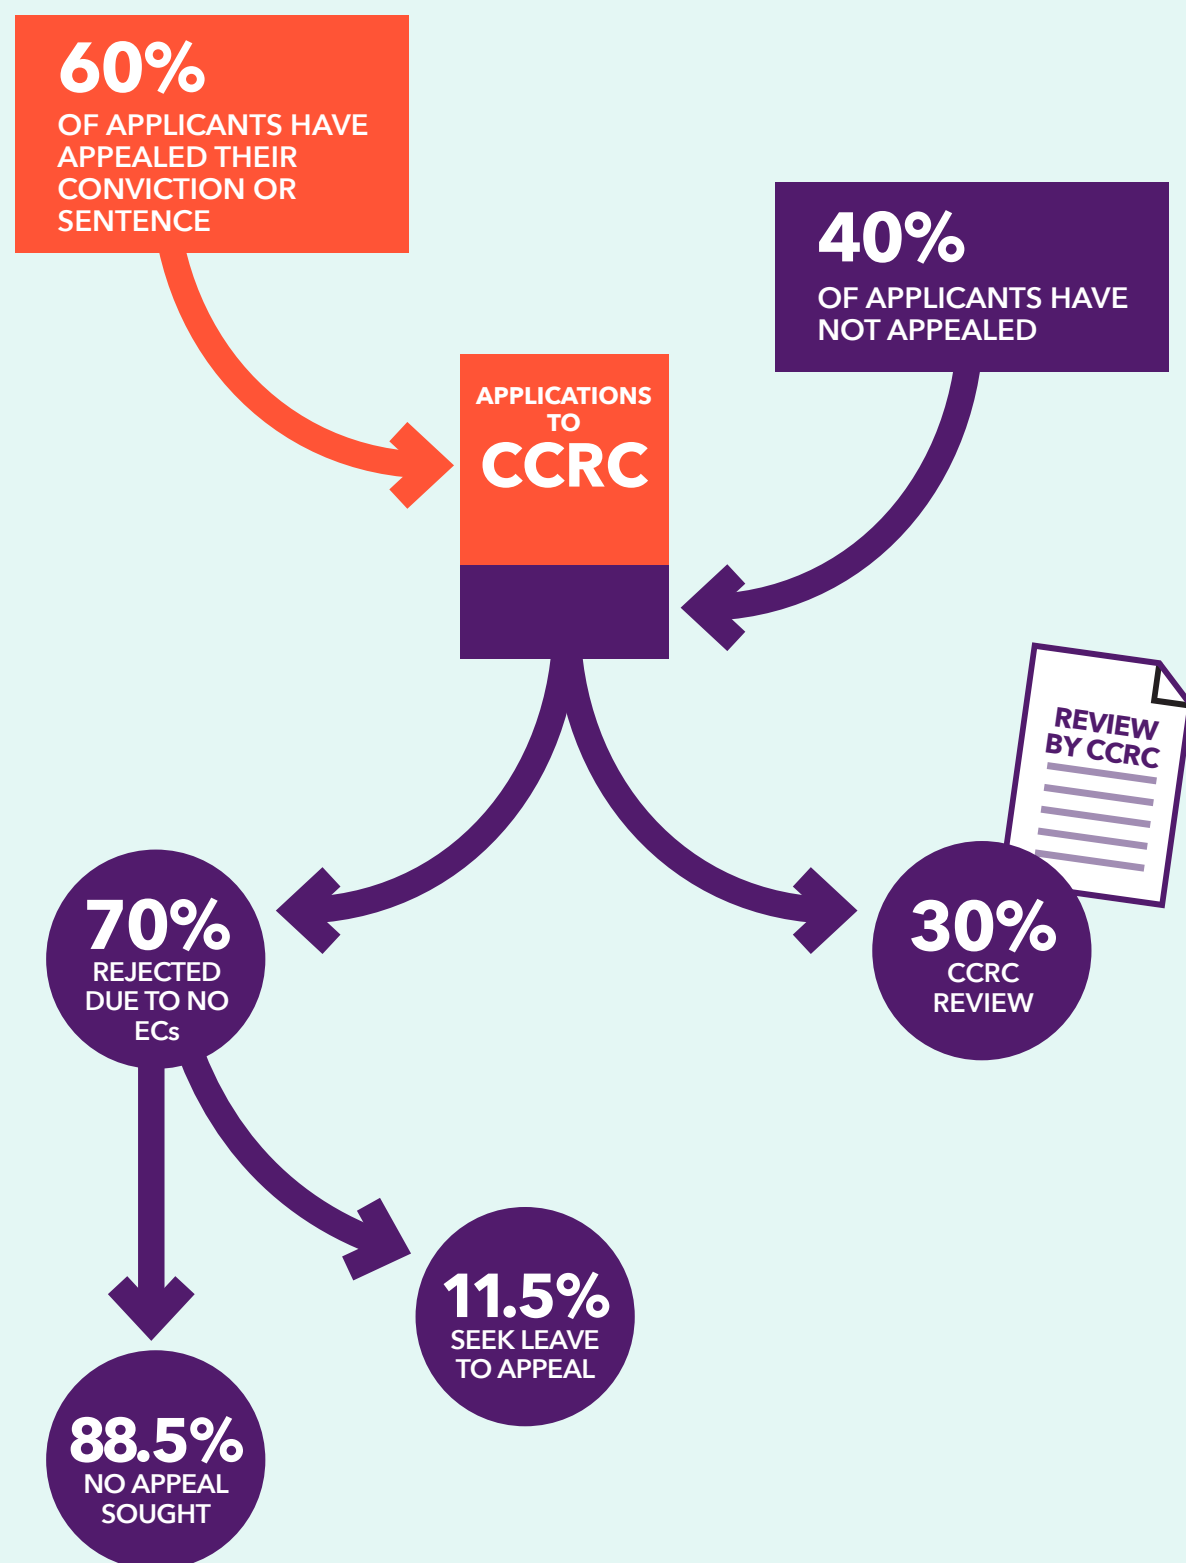 60%
OF APPLICANTS HAVE
APPEALED THEIR
CONVICTION OR
SENTENCE
40%
OF APPLICANTS HAVE
NOT APPEALED
APPLICATIONS
TO
CCRC
REVIEW
BY CCRC
70%
REJECTED
DUE TO NO
ECs
30%
CCRC
REVIEW
11.5%
SEEK LEAVE
TO APPEAL
88.5%
NO APPEAL
SOUGHT